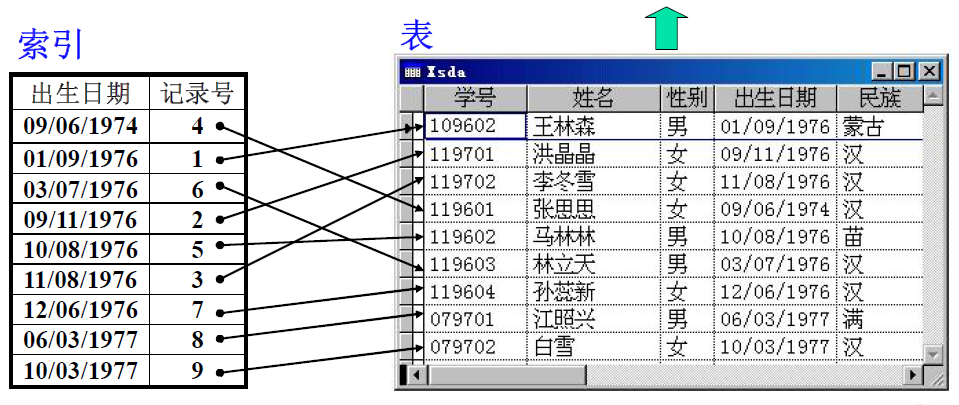 索引
出生日期 记录号
09/06/1974 4
01/09/1976 1
03/07/1976 6
09/11/1976 2
10/08/1976 5
11/08/1976 3
12/06/1976 7
06/03/1977 8
10/03/1977 9
表
Xsda
学号 姓名 性别 出生日期 民族
109602 王林森 男 01/09/1976 蒙古
119701 洪晶晶 女 09/11/1976 汉
119702 李冬雪 女 11/08/1976 汉
119601 张思思 女 09/06/1974 汉
119602 马林林 男 10/08/1976 苗
119603 林立天 男 03/07/1976 汉
119604 孙蕊新 女 12/06/1976 汉
079701 江照兴 男 06/03/1977 满
079702 白雪 女 10/03/1977 汉